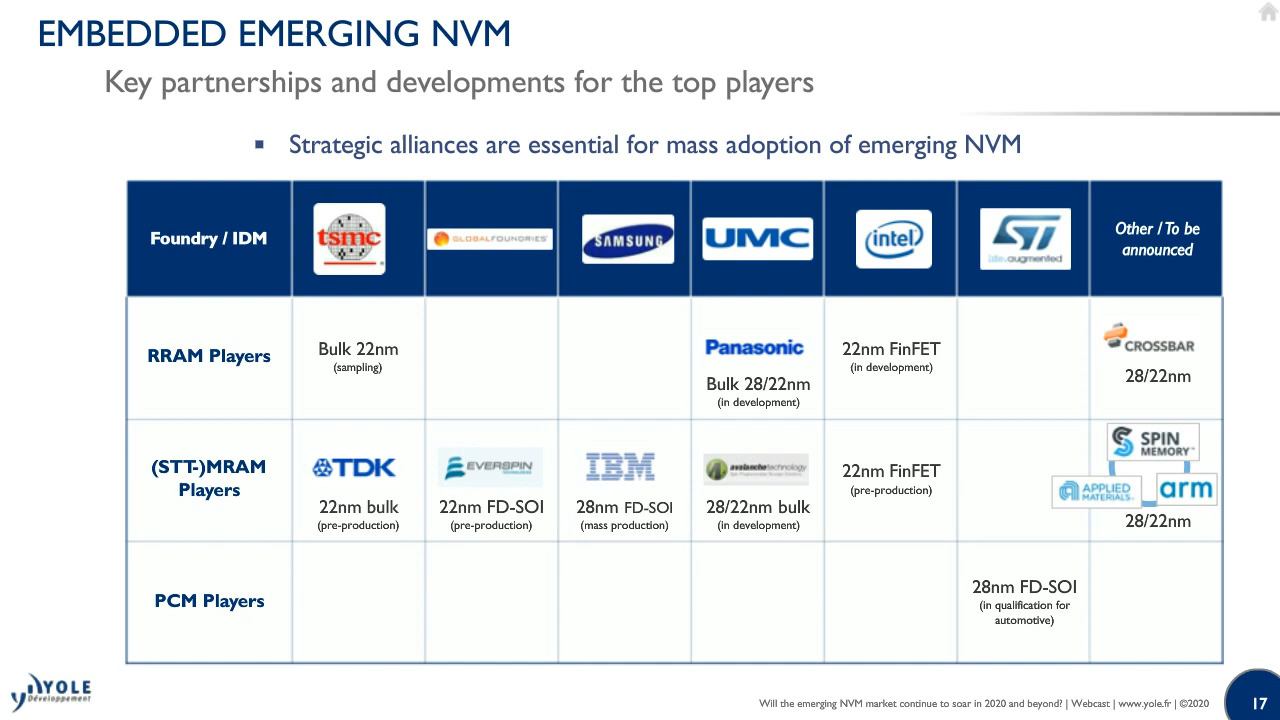 EMBEDDED EMERGING NVM
Key partnerships and developments for the top players
▪ Strategic alliances are essential for mass adoption of emerging NVM
Foundry / IDM
tsmc
GLOBALFOUNDRIES
SAMSUNG
UMC
intel
ST
life.augmented
Other / To be
announced
RRAM Players
Bulk 22nm
(sampling)
Panasonic
Bulk 28/22nm
(in development)
22nm FinFET
(in development)
CROSSBAR
28/22nm
(STT-)MRAM
Players
TDK
22nm bulk
(pre-production)
EVERSPIN
TECHNOLOGIES
22nm FD-SOI
(pre-production)
IBM
28nm FD-SOI
(mass production)
avalanche technology
28/22nm bulk
(in development)
22nm FinFET
(pre-production)
SPIN
MEMORY™
APPLIED
MATERIALS
arm
28/22nm
PCM Players
28nm FD-SOI
(in qualification for
automotive)
YOLE
Développement
Will the emerging NVM market continue to soar in 2020 and beyond? | Webcast | www.yole.fr | ©2020
17